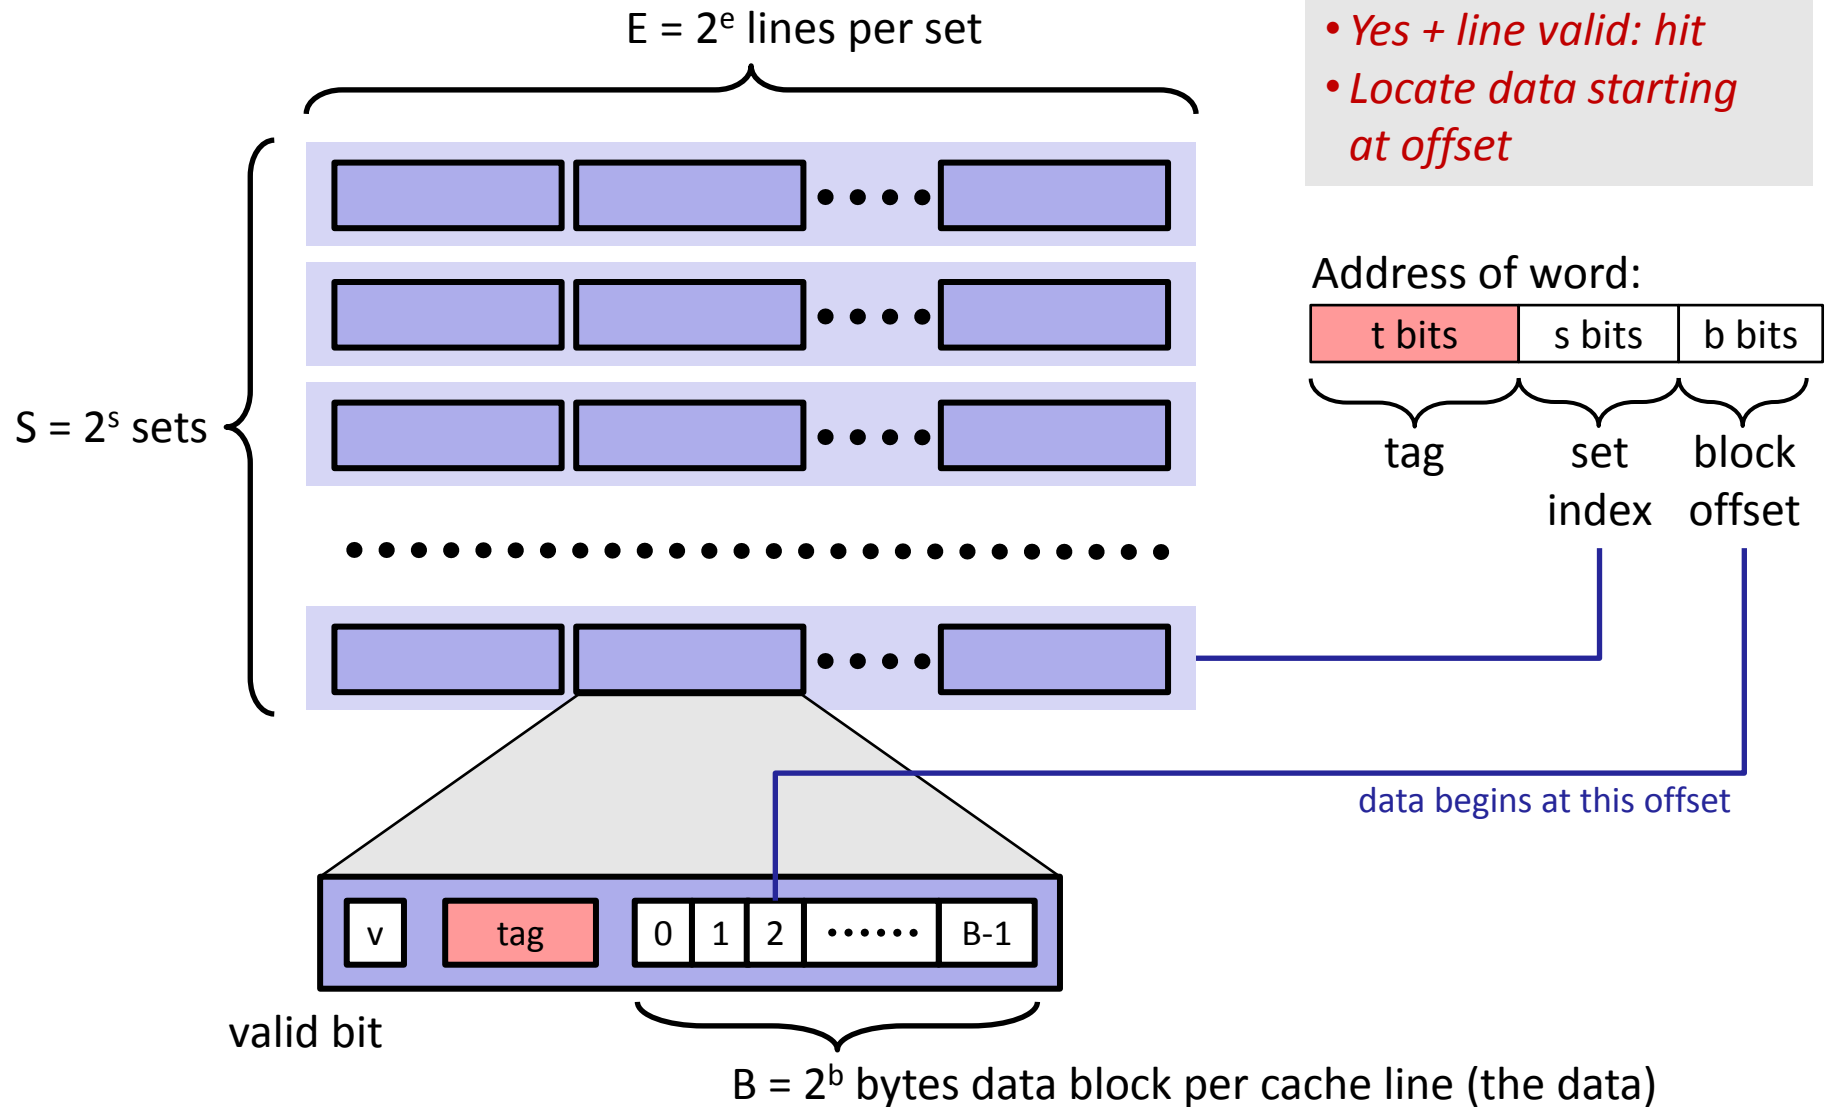 E = 2ᵉ lines per set
• Yes + line valid: hit
• Locate data starting
at offset
Address of word:
t bits s bits b bits
S = 2ˢ sets
tag set block
index offset
data begins at this offset
v tag 0 1 2 •••••• B-1
valid bit
B = 2ᵇ bytes data block per cache line (the data)